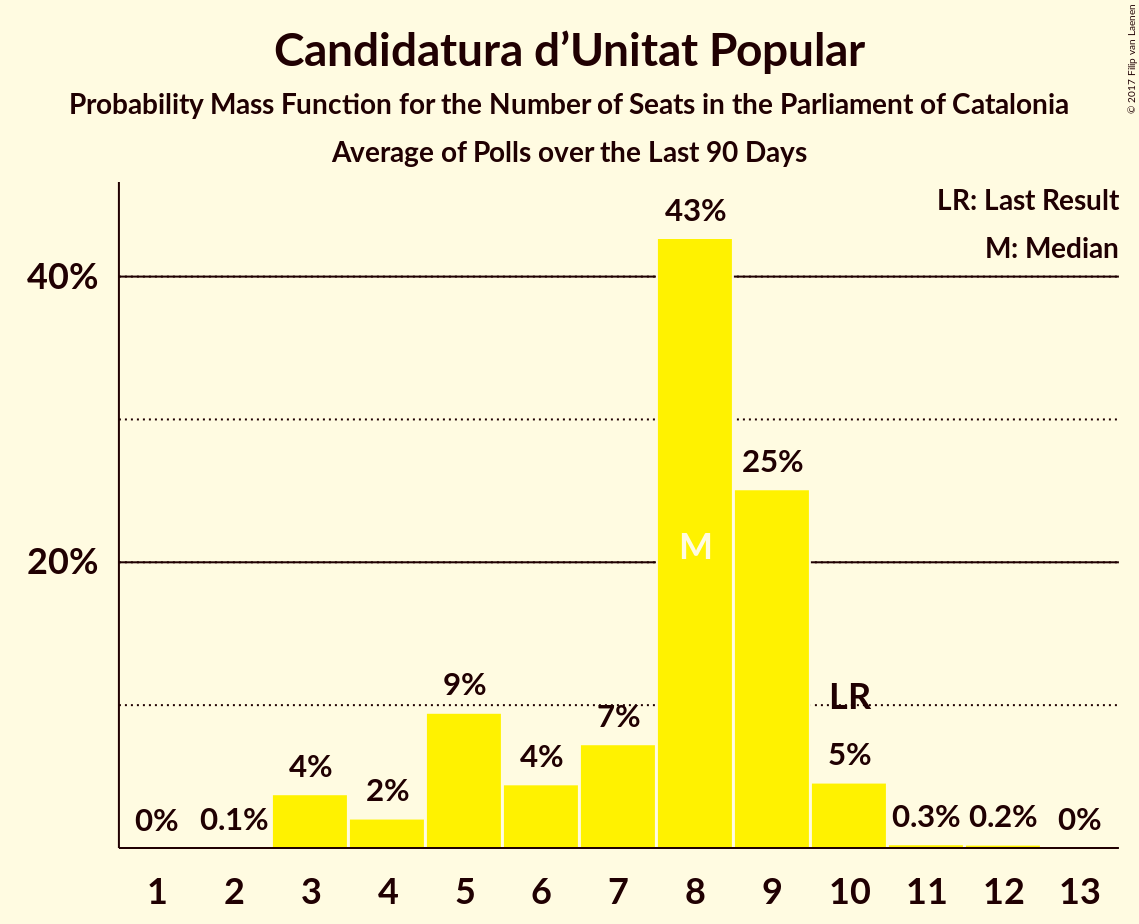 Candidatura d’Unitat Popular
Probability Mass Function for the Number of Seats in the Parliament of Catalonia
Average of Polls over the Last 90 Days
© 2017 Filip van Laenen
LR: Last Result
M: Median
40%
20%
0% 0.1% 4% 2% 9% 4% 7% 43% 25% 5% 0.3% 0.2% 0%
M
LR
1 2 3 4 5 6 7 8 9 10 11 12 13